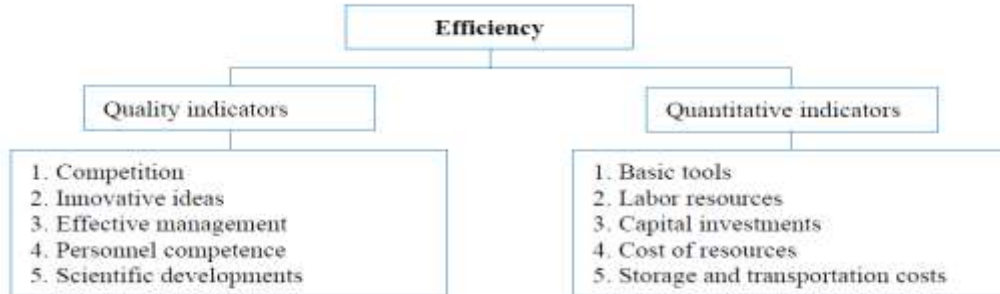 Efficiency
Quality indicators
1. Competition
2. Innovative ideas
3. Effective management
4. Personnel competence
5. Scientific developments
Quantitative indicators
1. Basic tools
2. Labor resources
3. Capital investments
4. Cost of resources
5. Storage and transportation costs